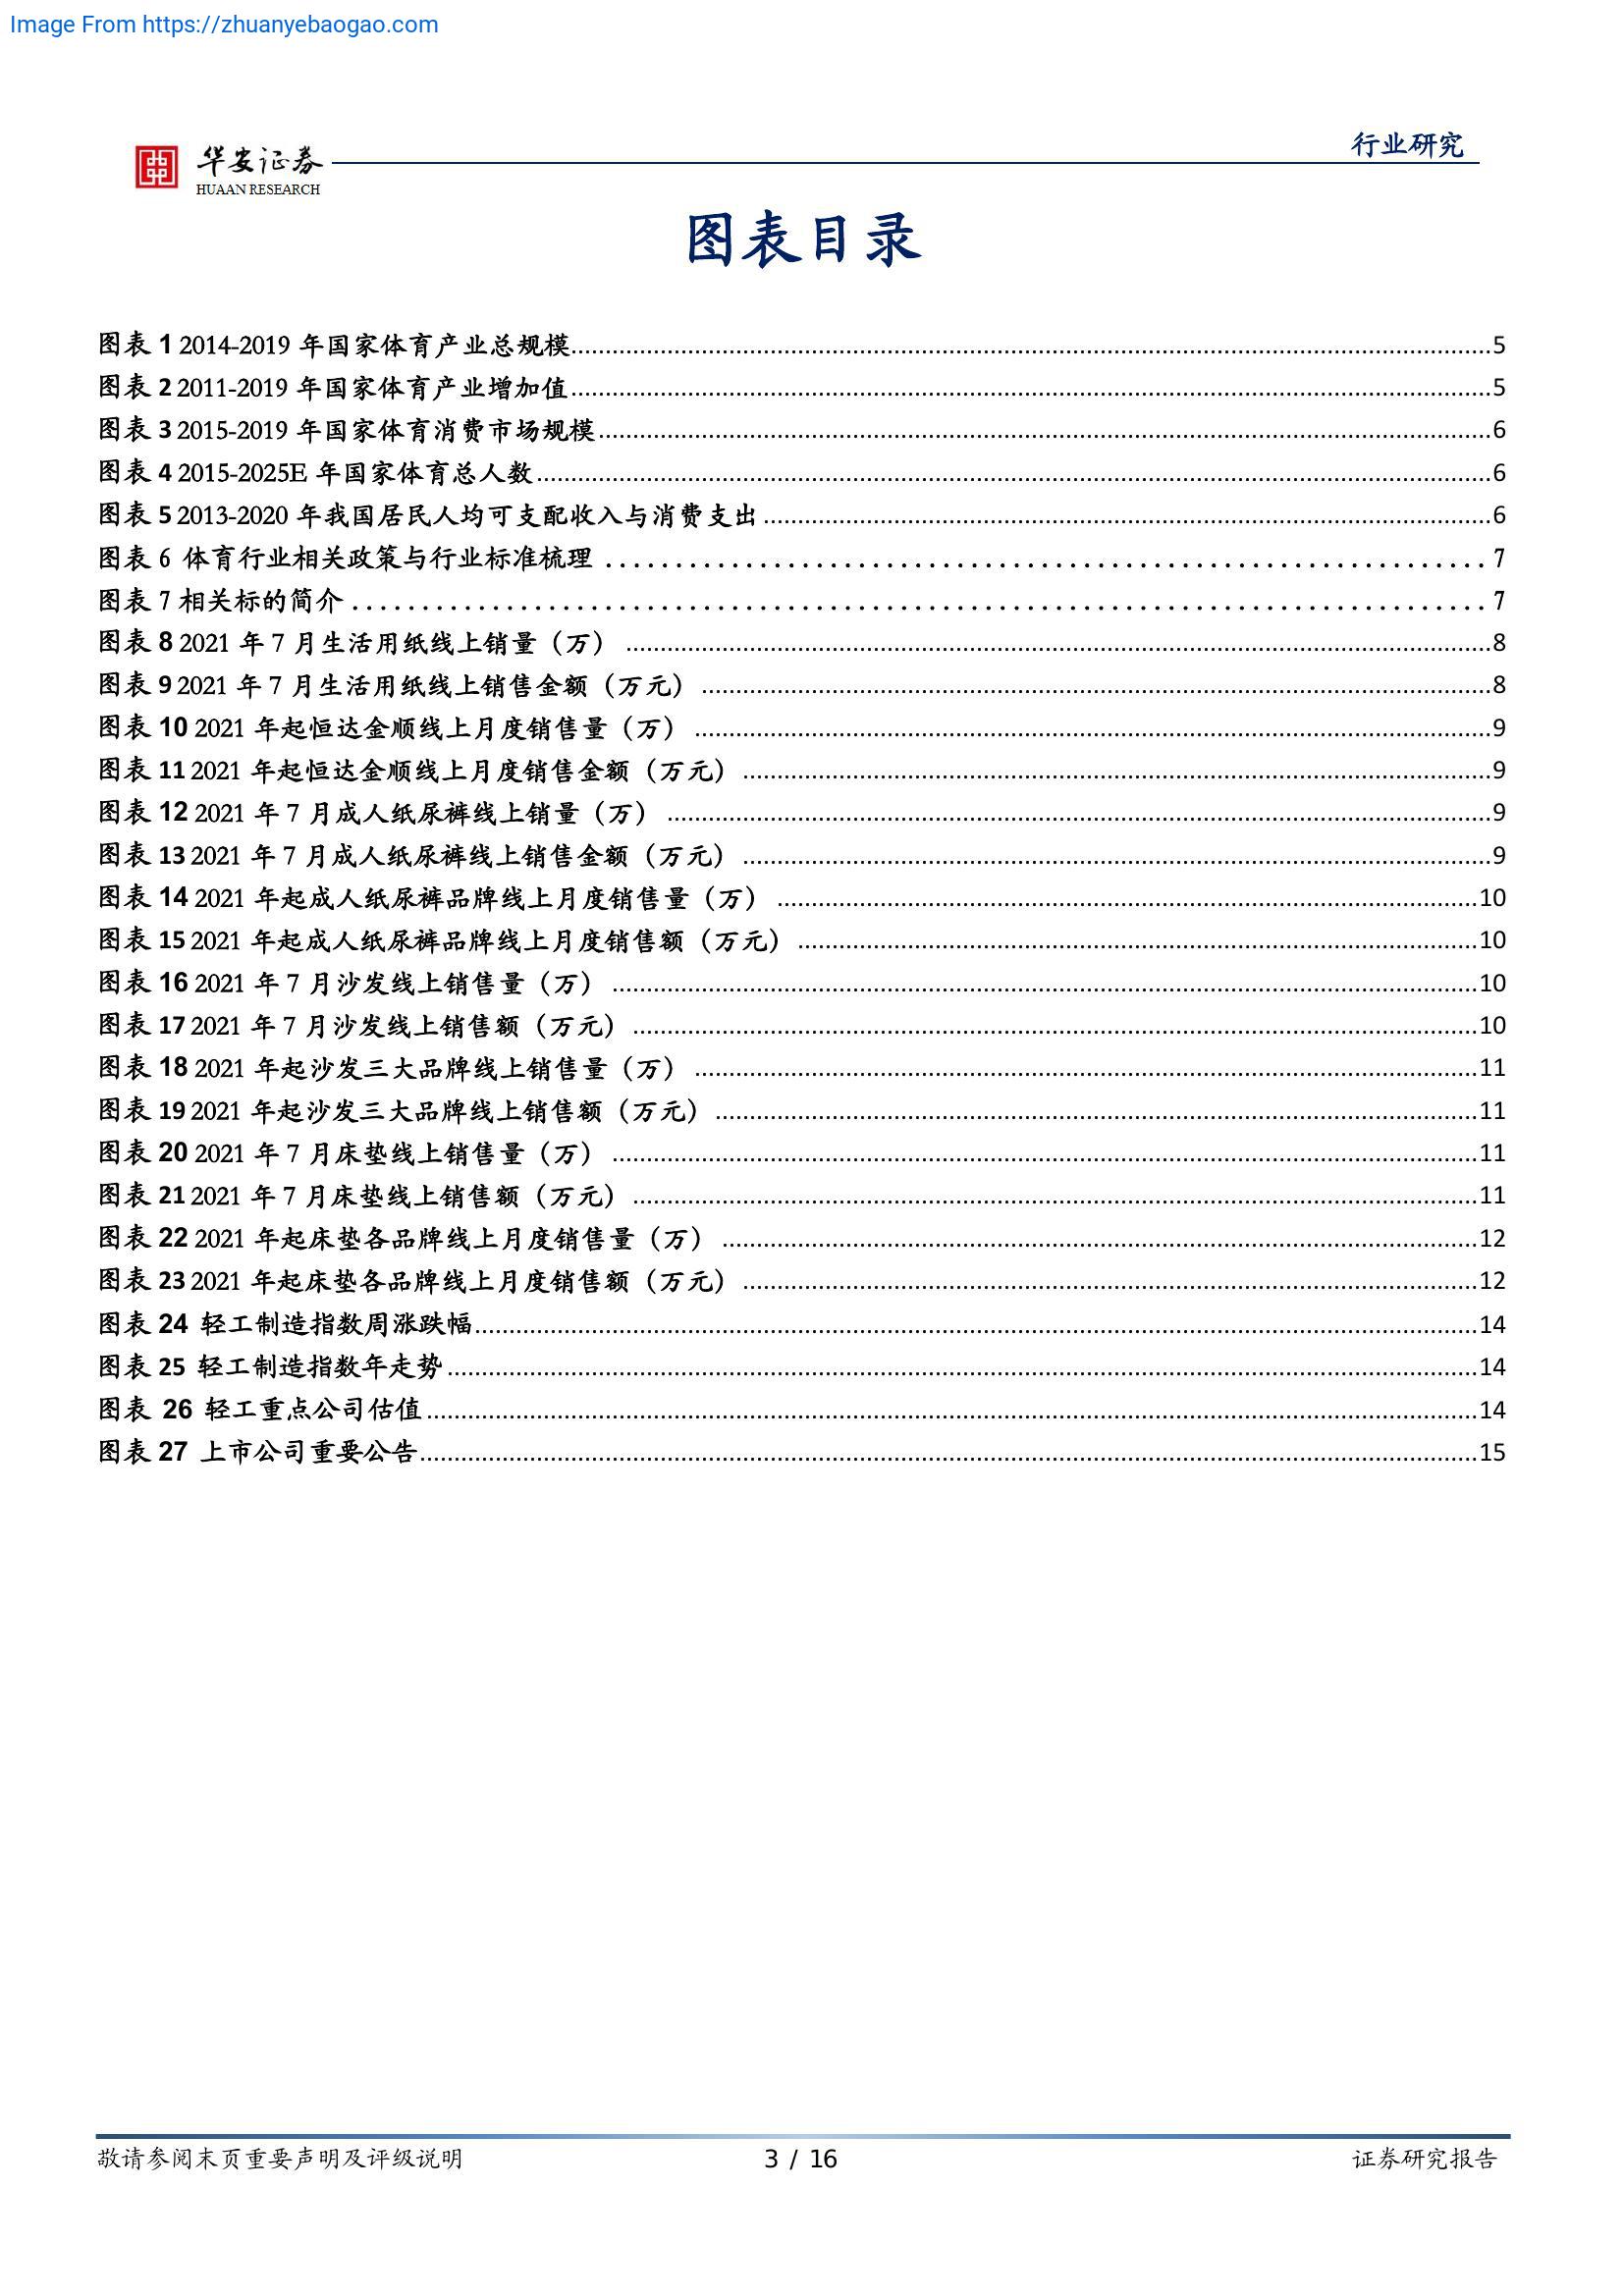 Image From https://zhuanyebaogao.com
行业研究
华安证券
HUAAN RESEARCH
图表目录
图表 1 2014-2019 年国家体育产业总规模 5
图表 2 2011-2019 年国家体育产业增加值 5
图表 3 2015-2019 年国家体育消费市场规模 6
图表 4 2015-2025E 年国家体育总人数 6
图表 5 2013-2020 年我国居民人均可支配收入与消费支出 6
图表 6 体育行业相关政策与行业标准梳理 7
图表 7 相关标的简介 7
图表 8 2021 年 7 月生活用纸线上销量（万） 8
图表 9 2021 年 7 月生活用纸线上销售金额（万元） 8
图表 10 2021 年起恒达金顺线上月度销售量（万） 9
图表 11 2021 年起恒达金顺线上月度销售金额（万元） 9
图表 12 2021 年 7 月成人纸尿裤线上销量（万） 9
图表 13 2021 年 7 月成人纸尿裤线上销售金额（万元） 9
图表 14 2021 年起成人纸尿裤品牌线上月度销售量（万） 10
图表 15 2021 年起成人纸尿裤品牌线上月度销售额（万元） 10
图表 16 2021 年 7 月沙发线上销售量（万） 10
图表 17 2021 年 7 月沙发线上销售额（万元） 10
图表 18 2021 年起沙发三大品牌线上销售量（万） 11
图表 19 2021 年起沙发三大品牌线上销售额（万元） 11
图表 20 2021 年 7 月床垫线上销售量（万） 11
图表 21 2021 年 7 月床垫线上销售额（万元） 11
图表 22 2021 年起床垫各品牌线上月度销售量（万） 12
图表 23 2021 年起床垫各品牌线上月度销售额（万元） 12
图表 24 轻工制造指数周涨跌幅 14
图表 25 轻工制造指数年走势 14
图表 26 轻工重点公司估值 14
图表 27 上市公司重要公告 15
敬请参阅末页重要声明及评级说明
3 / 16
证券研究报告